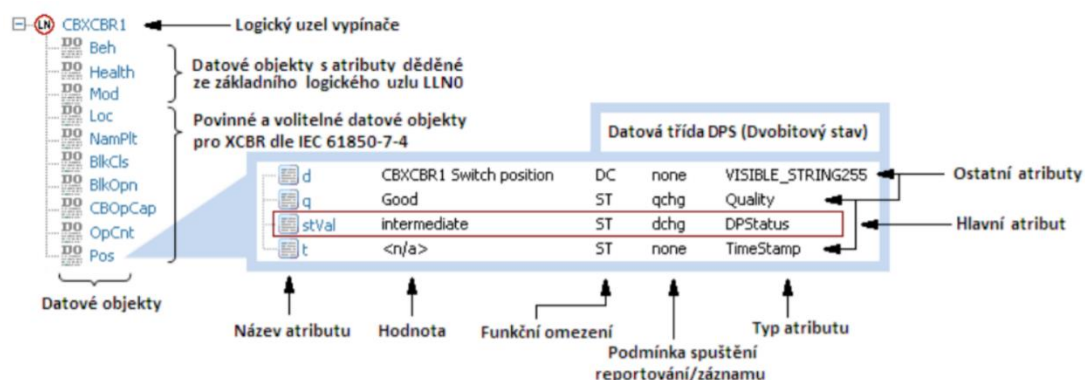 LN CBXCBR1
Logický uzel vypínače
DO Beh
DO Health
DO Mod
Datové objekty s atributy děděné
ze základního logického uzlu LLN0
DO Loc
DO NamPlt
DO BlkCls
DO BlkOpn
DO CBOpCap
DO OpCnt
DO Pos
Povinné a volitelné datové objekty
pro XCBR dle IEC 61850-7-4
Datové objekty
Datová třída DPS (Dvobitový stav)
d CBXCBR1 Switch position DC none VISIBLE_STRING255
q Good ST qchg Quality
stVal intermediate ST dchg DPStatus
t <n/a> ST none TimeStamp
Ostatní atributy
Hlavní atribut
Název atributu
Hodnota
Funkční omezení
Podmínka spuštění
reportování/záznamu
Typ atributu